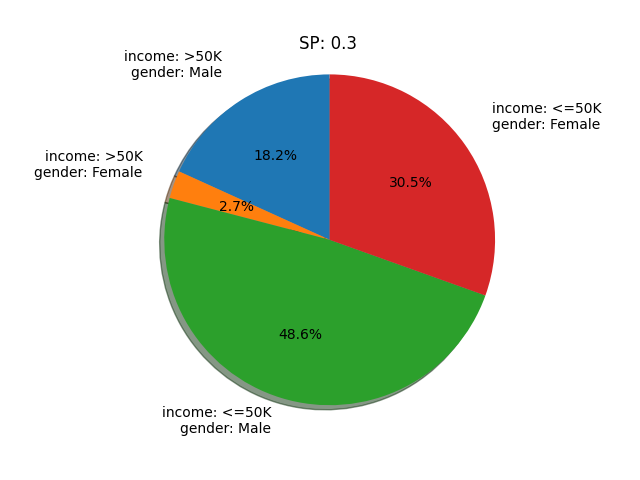 SP: 0.3
income: >50K
gender: Male
income: <=50K
gender: Female
income: >50K
gender: Female
18.2%
30.5%
2.7%
48.6%
income: <=50K
gender: Male